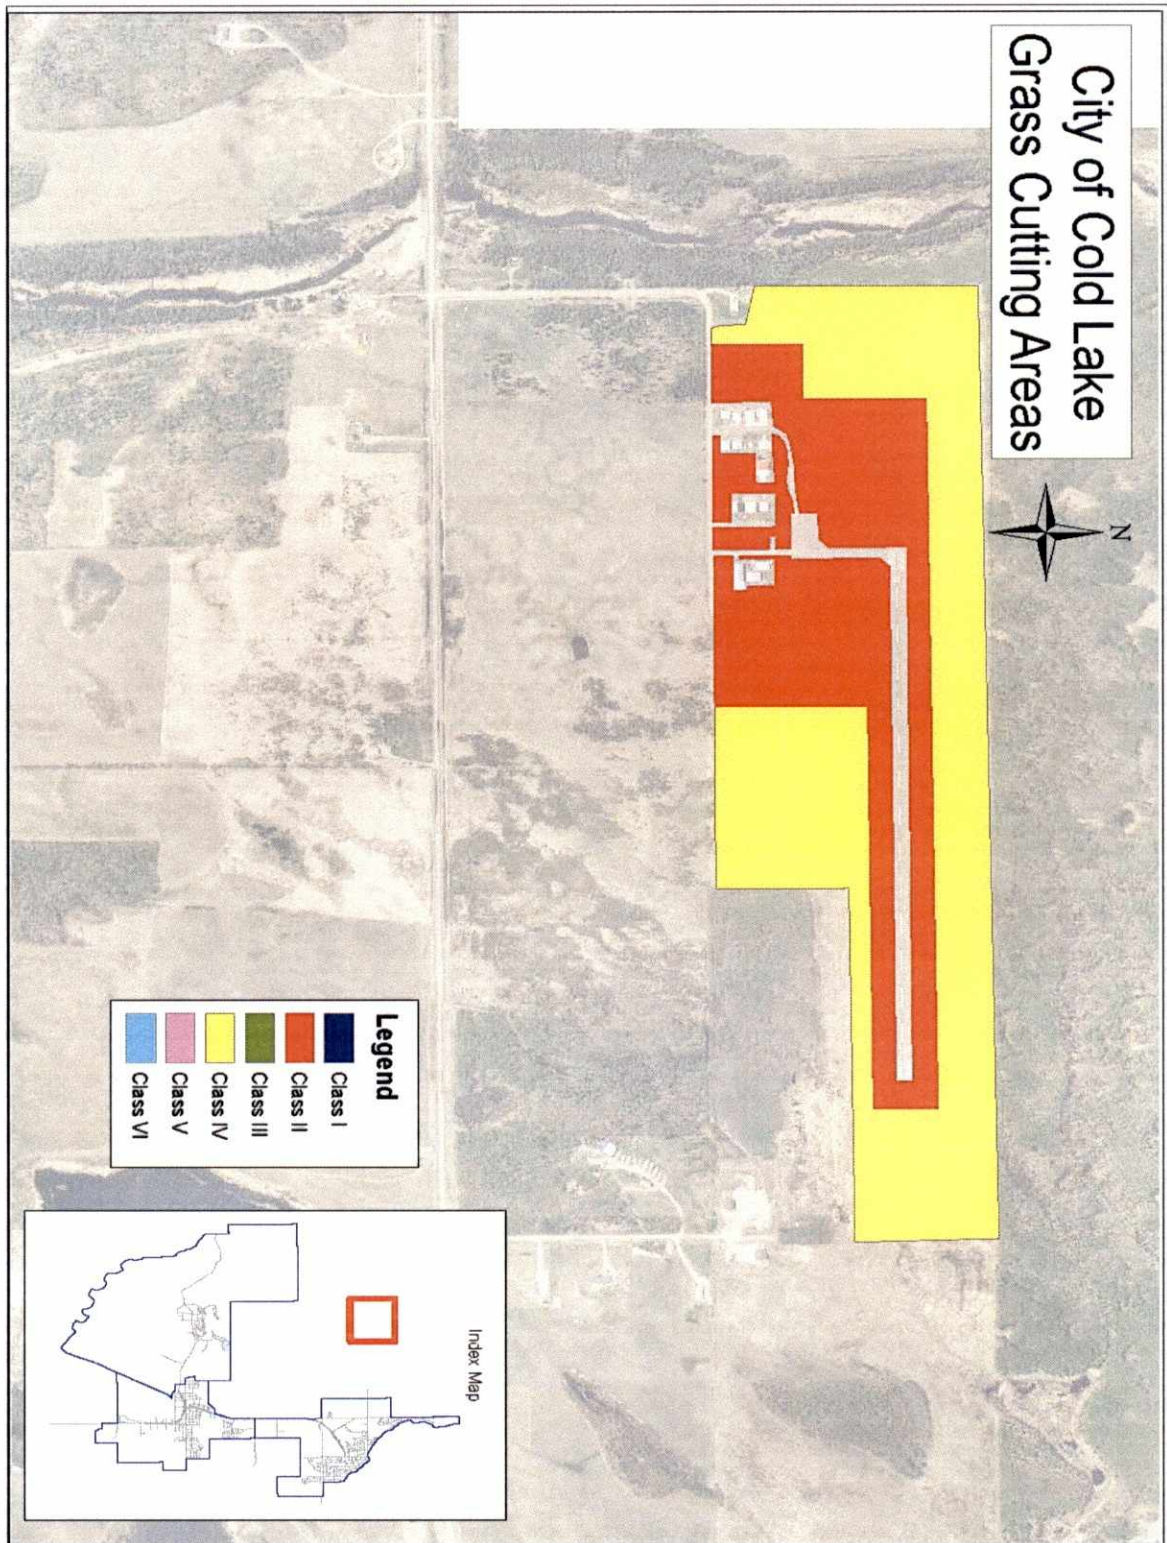 City of Cold Lake
Grass Cutting Areas
N
Legend
Class I
Class II
Class III
Class IV
Class V
Class VI
Index Map